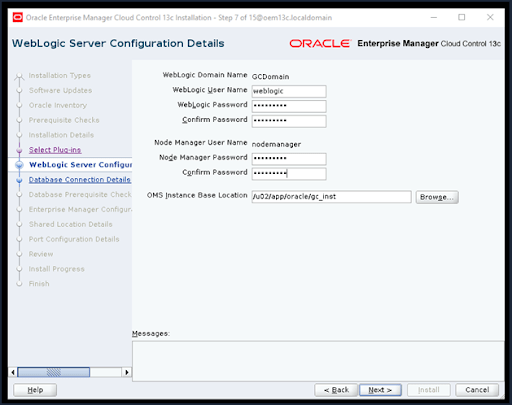 Oracle Enterprise Manager Cloud Control 13c Installation - Step 7 of 15@oem13c.localdomain
WebLogic Server Configuration Details
ORACLE Enterprise Manager Cloud Control 13c
Installation Types
Software Updates
Oracle Inventory
Prerequisite Checks
Installation Details
Select Plug-ins
WebLogic Server Configur
Database Connection Details
Database Prerequisite Check
Enterprise Manager Configur
Shared Location Details
Port Configuration Details
Review
Install Progress
Finish
WebLogic Domain Name GCDomain
WebLogic User Name weblogic
WebLogic Password •••••••••
Confirm Password •••••••••
Node Manager User Name nodemanager
Node Manager Password •••••••••
Confirm Password •••••••••
OMS Instance Base Location /u02/app/oracle/gc_inst Browse...
Messages:
Help < Back Next > Install Cancel